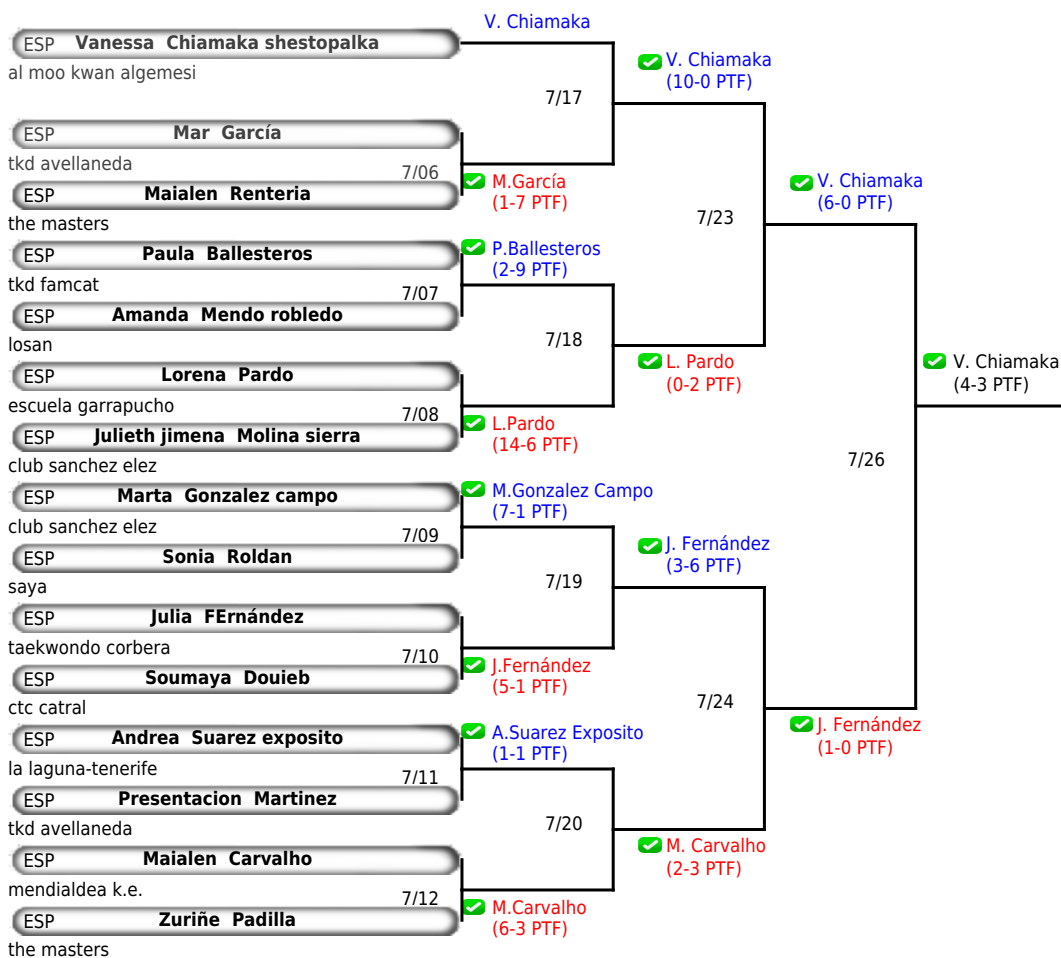 V. Chiamaka
ESP Vanessa Chiamaka shestopalka
al moo kwan algemesi
V. Chiamaka
(10-0 PTF)
7/17
ESP Mar García
tkd avellaneda
7/06
ESP Maialen Renteria
the masters
M.García
(1-7 PTF)
V. Chiamaka
(6-0 PTF)
7/23
ESP Paula Ballesteros
tkd famcat
P.Ballesteros
(2-9 PTF)
7/07
ESP Amanda Mendo robledo
losan
7/18
ESP Lorena Pardo
escuela garrapucho
L. Pardo
(0-2 PTF)
V. Chiamaka
(4-3 PTF)
7/08
ESP Julieth jimena Molina sierra
club sanchez elez
L.Pardo
(14-6 PTF)
7/26
ESP Marta Gonzalez campo
club sanchez elez
M.Gonzalez Campo
(7-1 PTF)
7/09
ESP Sonia Roldan
saya
J. Fernández
(3-6 PTF)
7/19
ESP Julia FErnández
taekwondo corbera
7/10
ESP Soumaya Douieb
ctc catral
J.Fernández
(5-1 PTF)
7/24
ESP Andrea Suarez exposito
la laguna-tenerife
A.Suarez Exposito
(1-1 PTF)
J. Fernández
(1-0 PTF)
7/11
ESP Presentacion Martinez
tkd avellaneda
7/20
ESP Maialen Carvalho
mendialdea k.e.
M. Carvalho
(2-3 PTF)
7/12
ESP Zuriñe Padilla
the masters
M.Carvalho
(6-3 PTF)